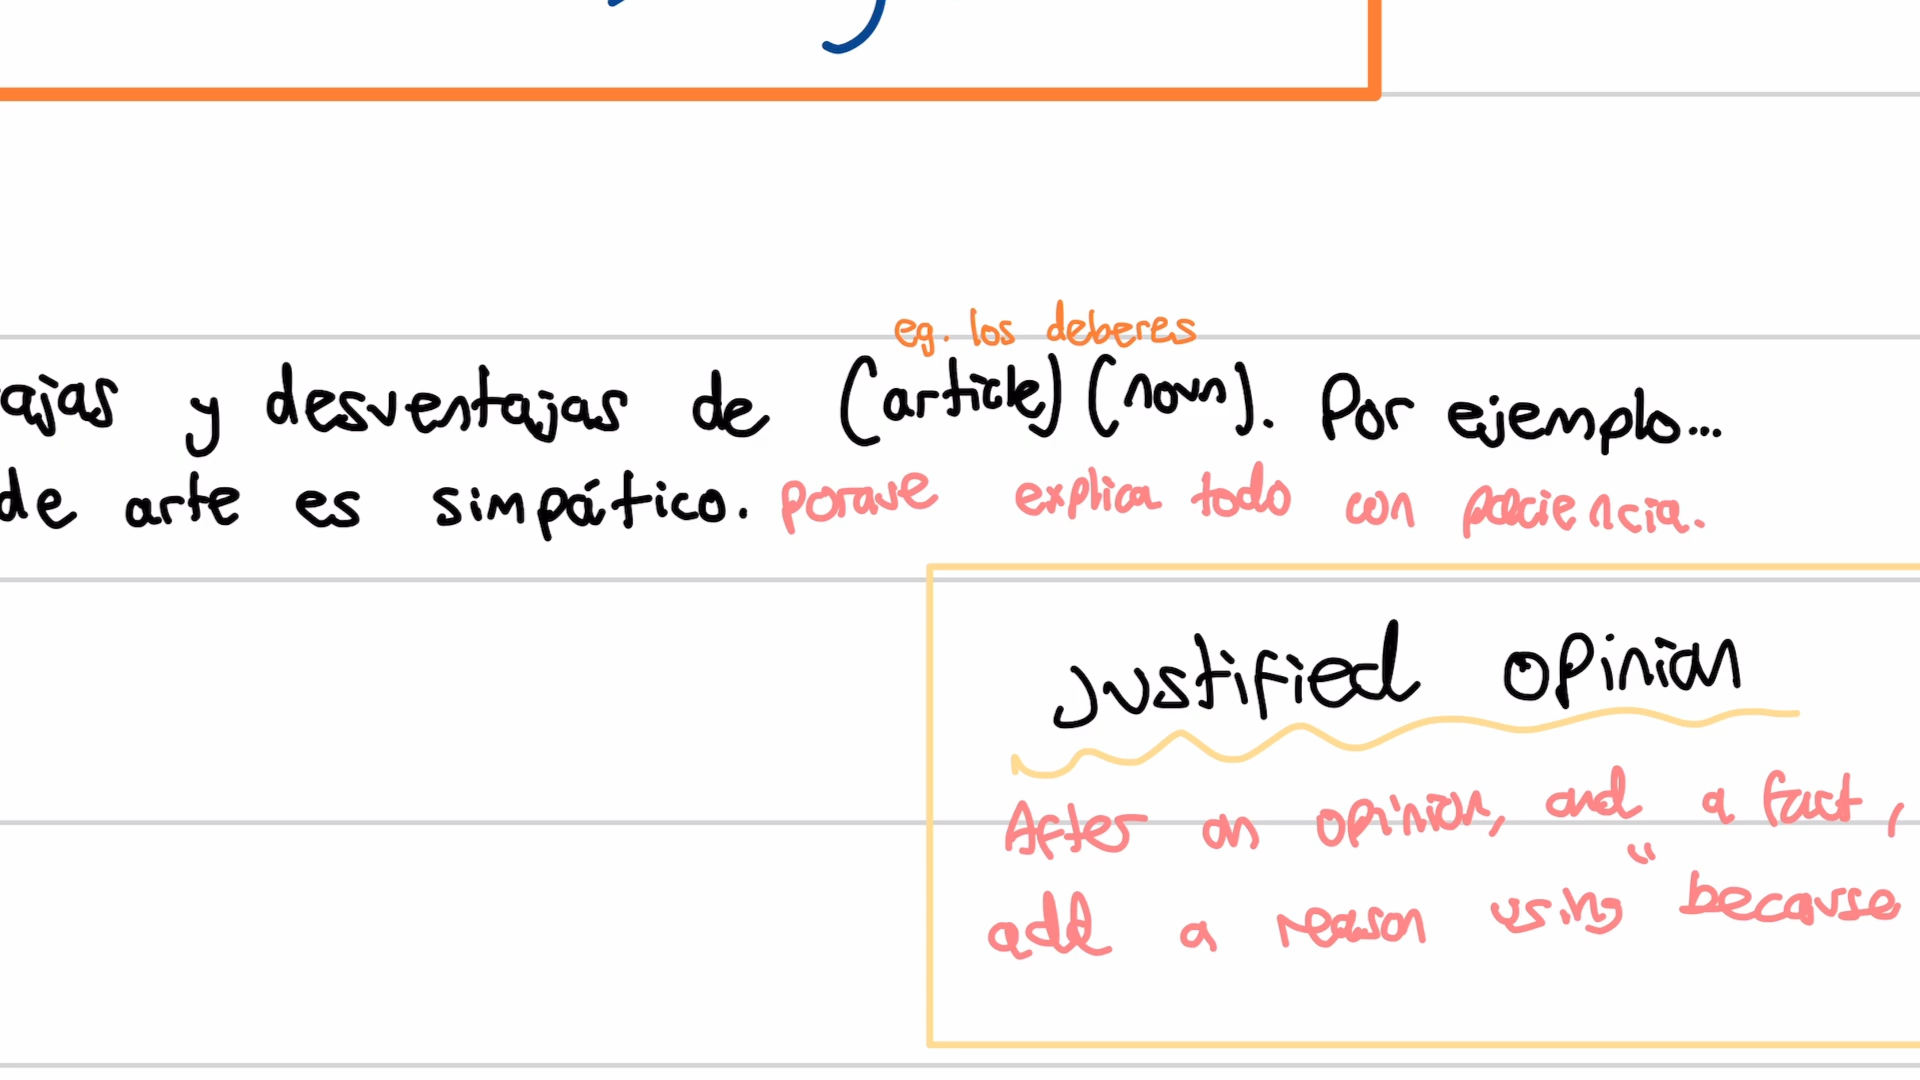 eg. los deberes
ajas y desventajas de (article) (noun). Por ejemplo...
de arte es simpático. porque explica todo con paciencia.
Justified opinion
After an opinion, and a fact,
add a reason using "because